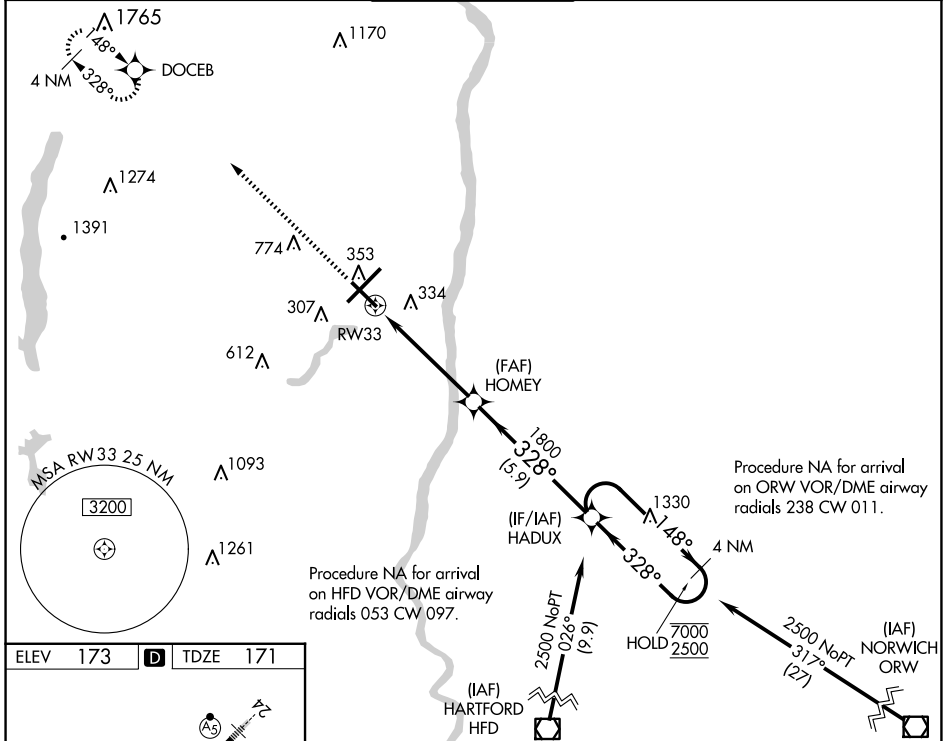 1765
1170
148°
328°
4 NM
DOCEB
1274
1391
774
353
334
307
RW33
612
(FAF)
HOMEY
1800
328°
(5.9)
MSA RW33 25 NM
3200
1093
1261
Procedure NA for arrival
on ORW VOR/DME airway
radials 238 CW 011.
1330
(IF/IAF)
HADUX
148°
328°
4 NM
Procedure NA for arrival
on HFD VOR/DME airway
radials 053 CW 097.
HOLD 7000
2500
2500 NoPT
026°
(9.9)
2500 NoPT
317°
(27)
(IAF)
NORWICH
ORW
(IAF)
HARTFORD
HFD
ELEV 173 D TDZE 171
A5
24